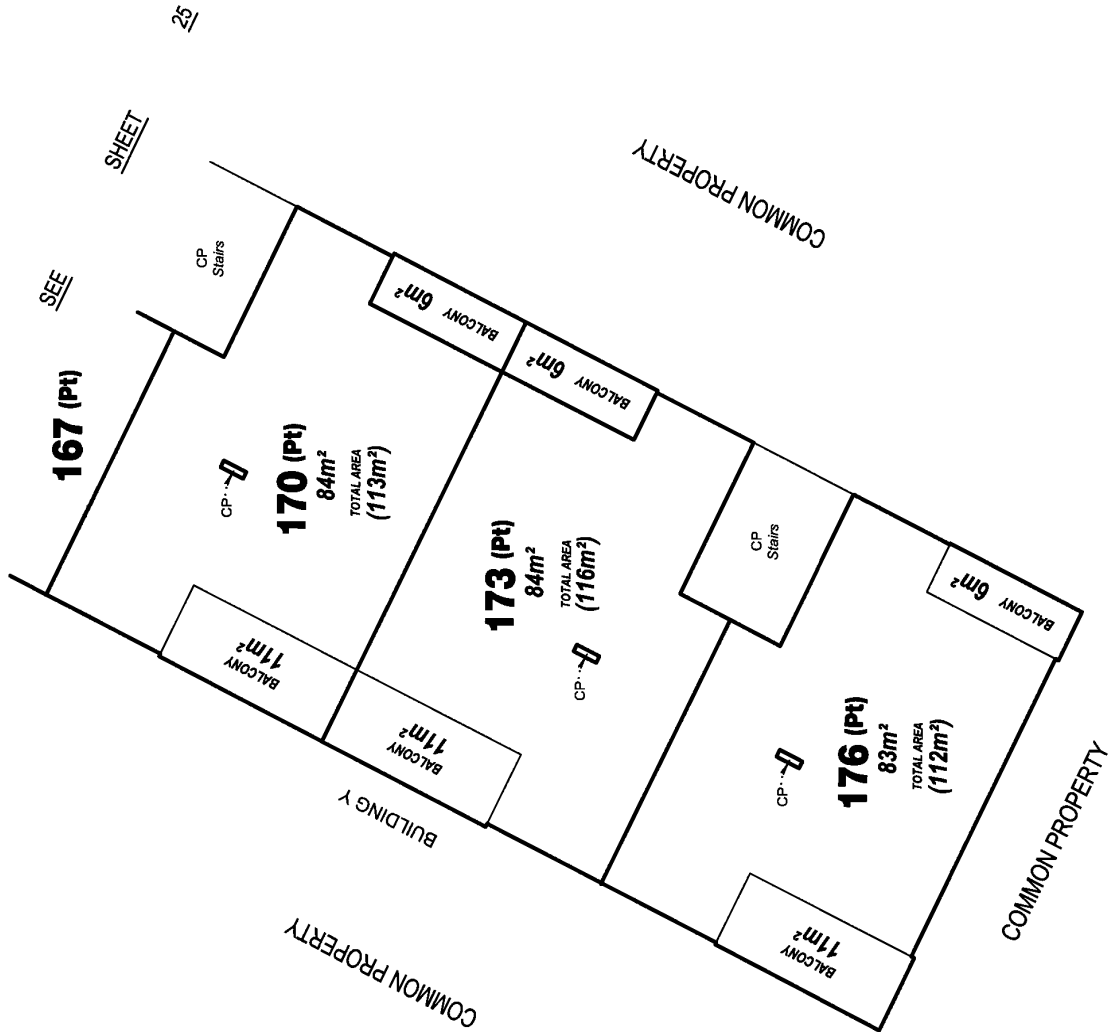 SEE SHEET 25
167 (Pt)
CP
Stairs
COMMON PROPERTY
BALCONY 6m²
CP
170 (Pt)
84m²
TOTAL AREA
(113m²)
BALCONY
11m²
BALCONY 6m²
173 (Pt)
84m²
TOTAL AREA
(116m²)
CP
CP
Stairs
BALCONY
11m²
BUILDING Y
BALCONY 6m²
CP
176 (Pt)
83m²
TOTAL AREA
(112m²)
BALCONY
11m²
COMMON PROPERTY
COMMON PROPERTY